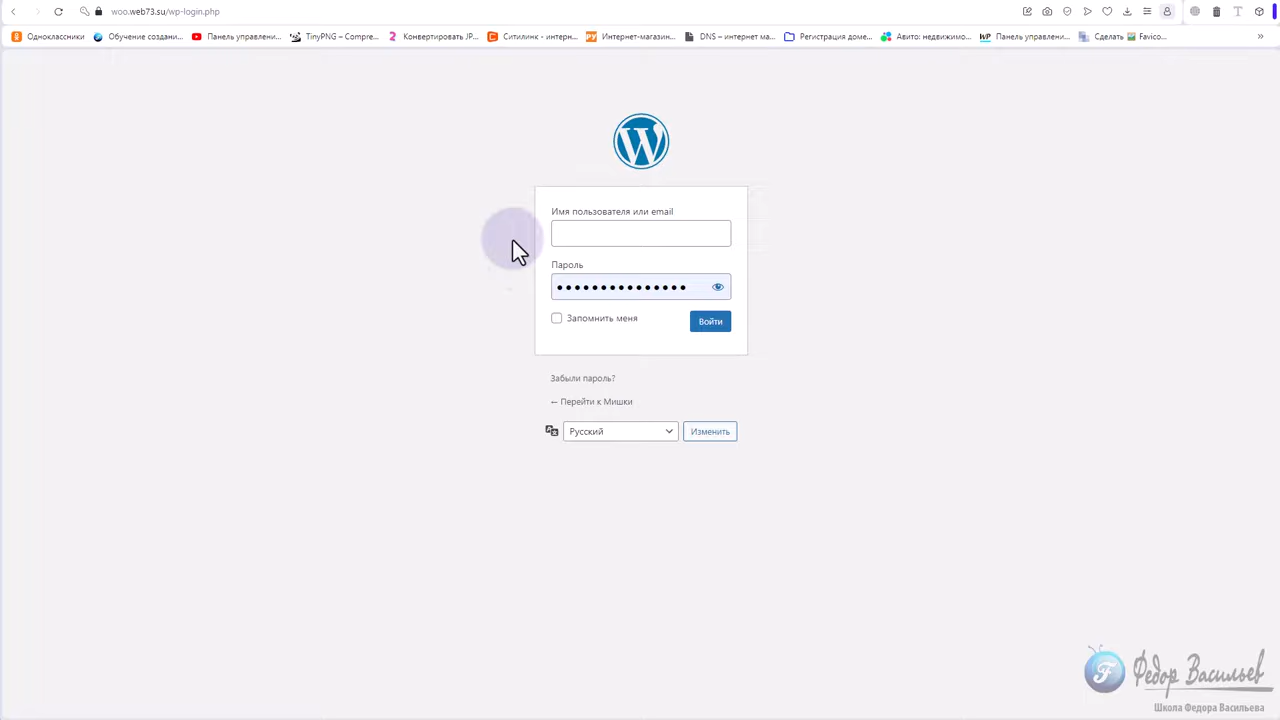 woo.web73.su/wp-login.php
Одноклассники
Обучение создани...
Панель управлени...
TinyPNG – Compre...
Конвертировать JP...
Ситилинк - интерн...
Интернет-магазин...
DNS – интернет ма...
Регистрация доме...
Авито: недвижимо...
Панель управлени...
Сделать
Favico...
Имя пользователя или email
Пароль
Запомнить меня
Войти
Забыли пароль?
← Перейти к Мишки
Русский
Изменить
Федор Васильев
Школа Федора Васильева